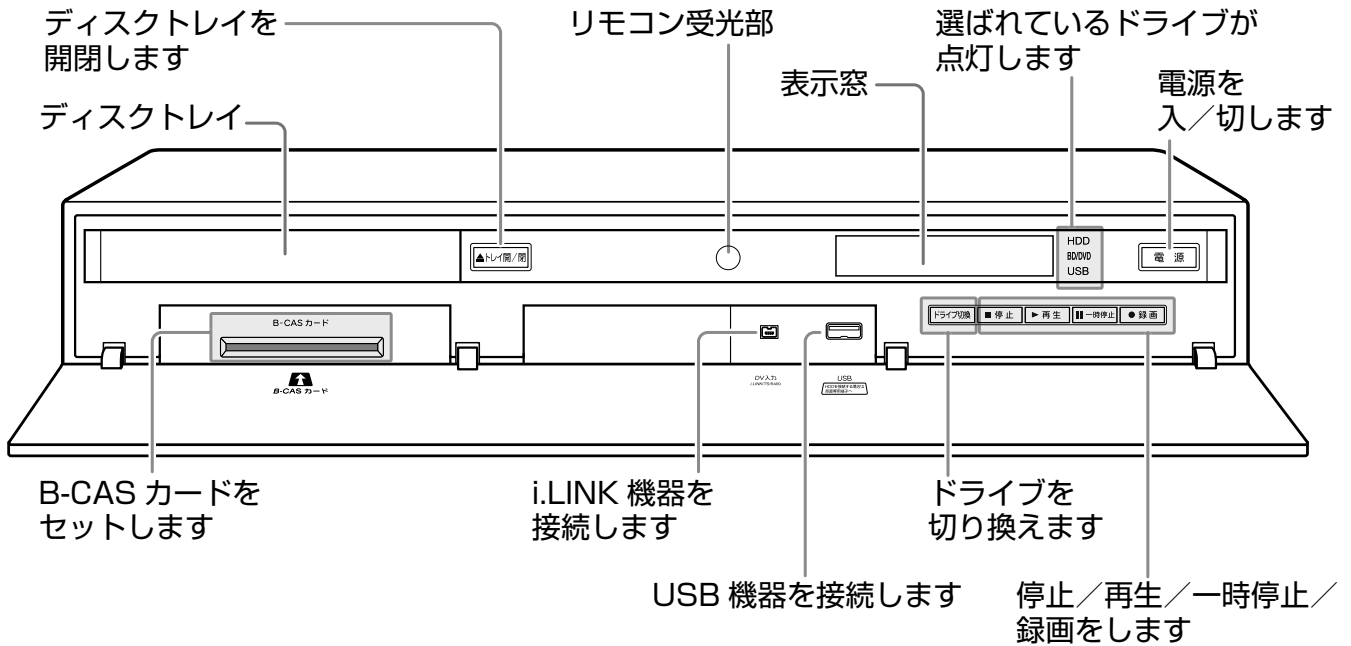 ディスクトレイを
開閉します
リモコン受光部
選ばれているドライブが
点灯します
表示窓
電源を
入／切します
ディスクトレイ
▲トレイ開/閉
HDD
BD/DVD
USB
電 源
B-CASカード
ドライブ切換
■停止
▶再生
❚❚一時停止
●録画
B-CAS カード
DV入力
USB
B-CAS カードを
セットします
i.LINK 機器を
接続します
ドライブを
切り換えます
USB 機器を接続します
停止／再生／一時停止／
録画をします